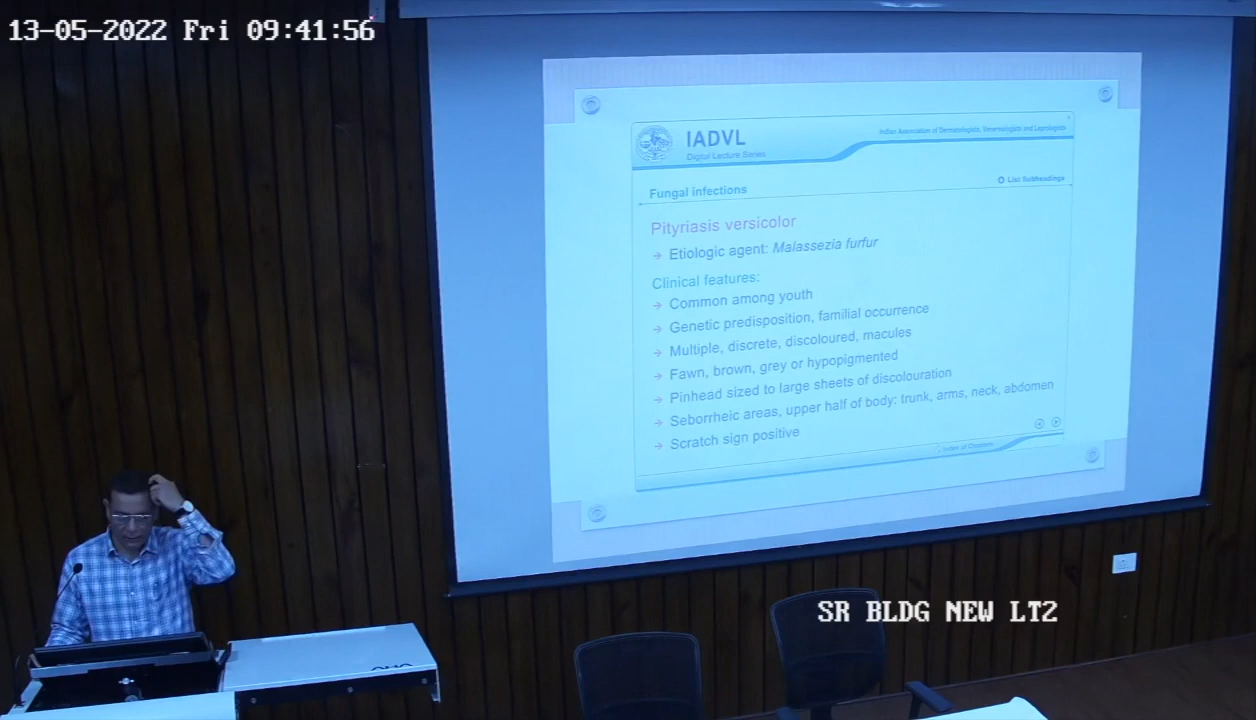 13-05-2022 Fri 09:41:56
IADVL
Digital Lecture Series
Indian Association of Dermatologists, Venereologists and Leprologists
Fungal infections
List Subheadings
Pityriasis versicolor
→ Etiologic agent: Malassezia furfur
Clinical features:
→ Common among youth
→ Genetic predisposition, familial occurrence
→ Multiple, discrete, discoloured, macules
→ Fawn, brown, grey or hypopigmented
→ Pinhead sized to large sheets of discolouration
→ Seborrheic areas, upper half of body: trunk, arms, neck, abdomen
→ Scratch sign positive
Index of Chapters
SR BLDG NEW LT2